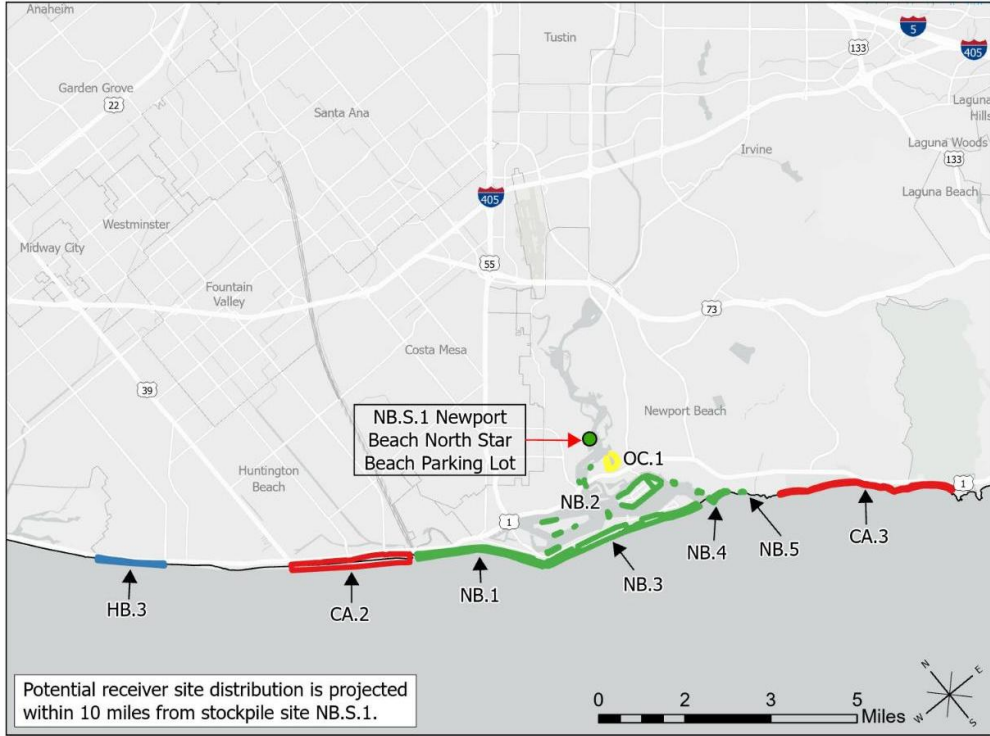 Anaheim
5
Tustin
133
405
Garden Grove
22
Santa Ana
Laguna
Hills
Irvine
Laguna Woods
133
405
Laguna Beach
Westminster
Midway City
55
Fountain
Valley
73
Costa Mesa
39
NB.S.1 Newport
Beach North Star
Beach Parking Lot
Newport Beach
OC.1
Huntington
Beach
NB.2
1
1
HB.3
CA.2
NB.1
NB.3
NB.4
NB.5
CA.3
Potential receiver site distribution is projected
within 10 miles from stockpile site NB.S.1.
0 2 3 5
Miles
N
E
W
S